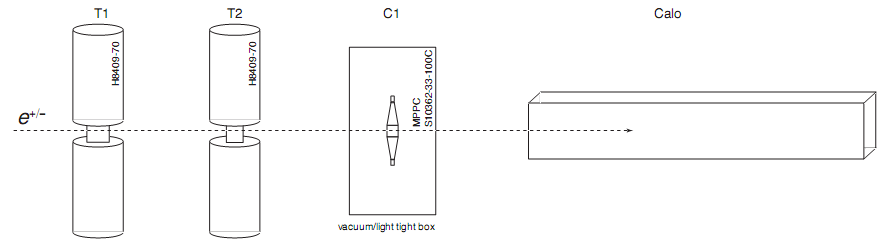 T1
T2
C1
Calo
H8409-70
H8409-70
MPPC
S10362-33-100C
e+/-
vacuum/light tight box